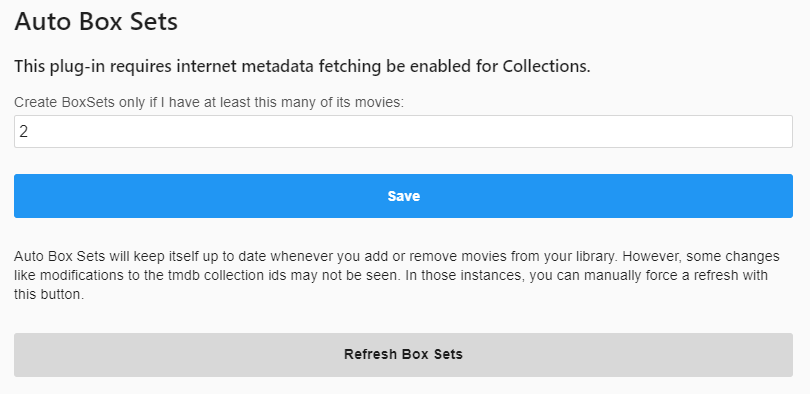 Auto Box Sets
This plug-in requires internet metadata fetching be enabled for Collections.
Create BoxSets only if I have at least this many of its movies:
2
Save
Auto Box Sets will keep itself up to date whenever you add or remove movies from your library. However, some changes
like modifications to the tmdb collection ids may not be seen. In those instances, you can manually force a refresh with
this button.
Refresh Box Sets